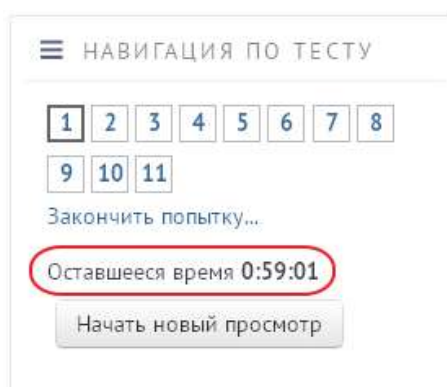 НАВИГАЦИЯ ПО ТЕСТУ
1 2 3 4 5 6 7 8
9 10 11
Закончить попытку...
Оставшееся время 0:59:01
Начать новый просмотр